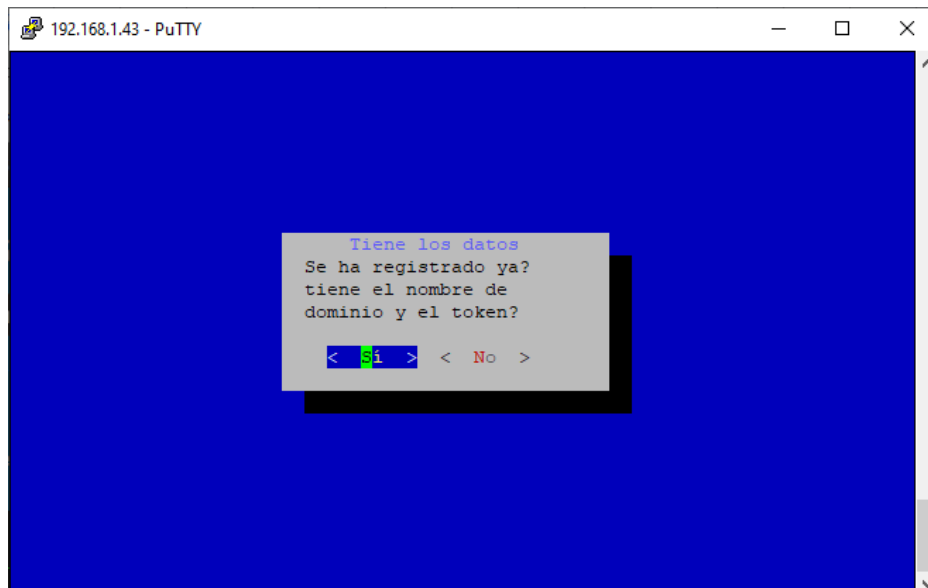 192.168.1.43 - PuTTY
Tiene los datos
Se ha registrado ya?
tiene el nombre de
dominio y el token?
< Sí > < No >